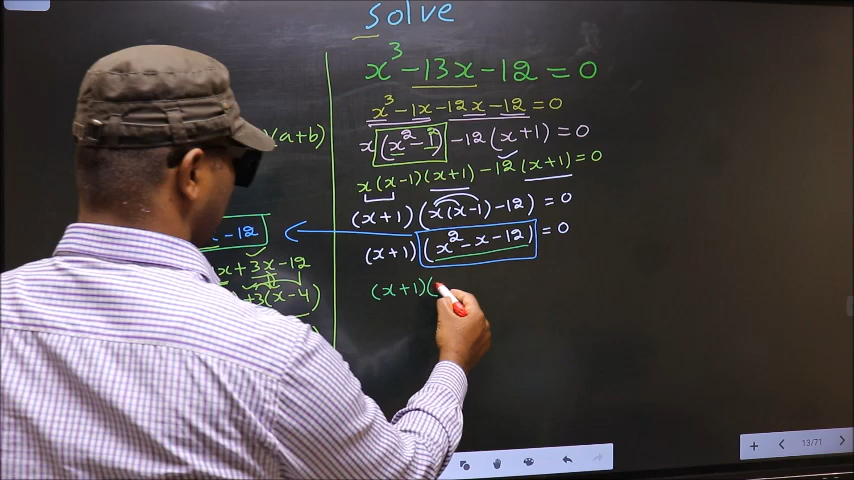 Solve
x³ - 13x - 12 = 0
x³ - 1x - 12x - 12 = 0
x(x² - 1²) - 12(x+1) = 0
x(x-1)(x+1) - 12(x+1) = 0
(x+1)(x(x-1) - 12) = 0
(x+1)(x² - x - 12) = 0
(x+1)(
(a+b)
- 12
x + 3x - 12
+3(x-4)
13/71